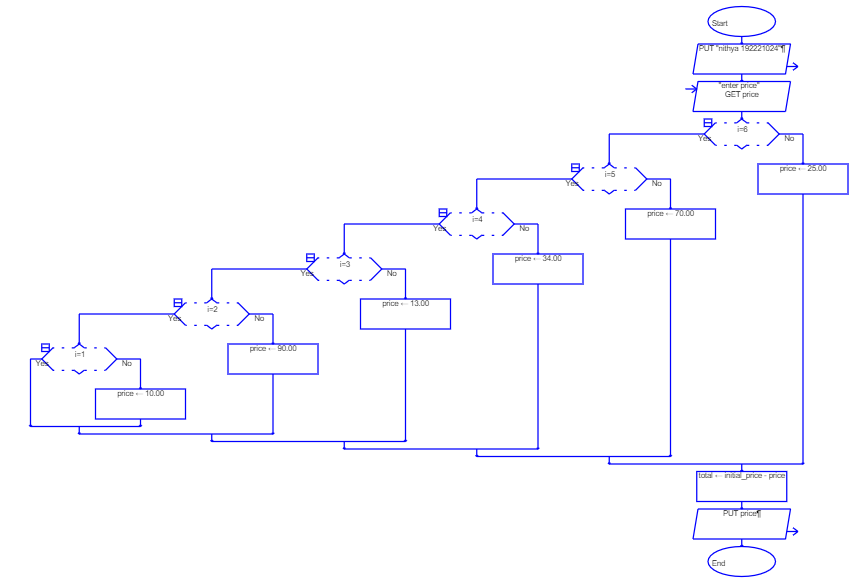 Start
PUT "nithya 192221024"¶
"enter price"
GET price
i=6
Yes
No
price ← 25.00
i=5
Yes
No
price ← 70.00
i=4
Yes
No
price ← 34.00
i=3
Yes
No
price ← 13.00
i=2
Yes
No
price ← 90.00
i=1
Yes
No
price ← 10.00
total ← initial_price - price
PUT price¶
End